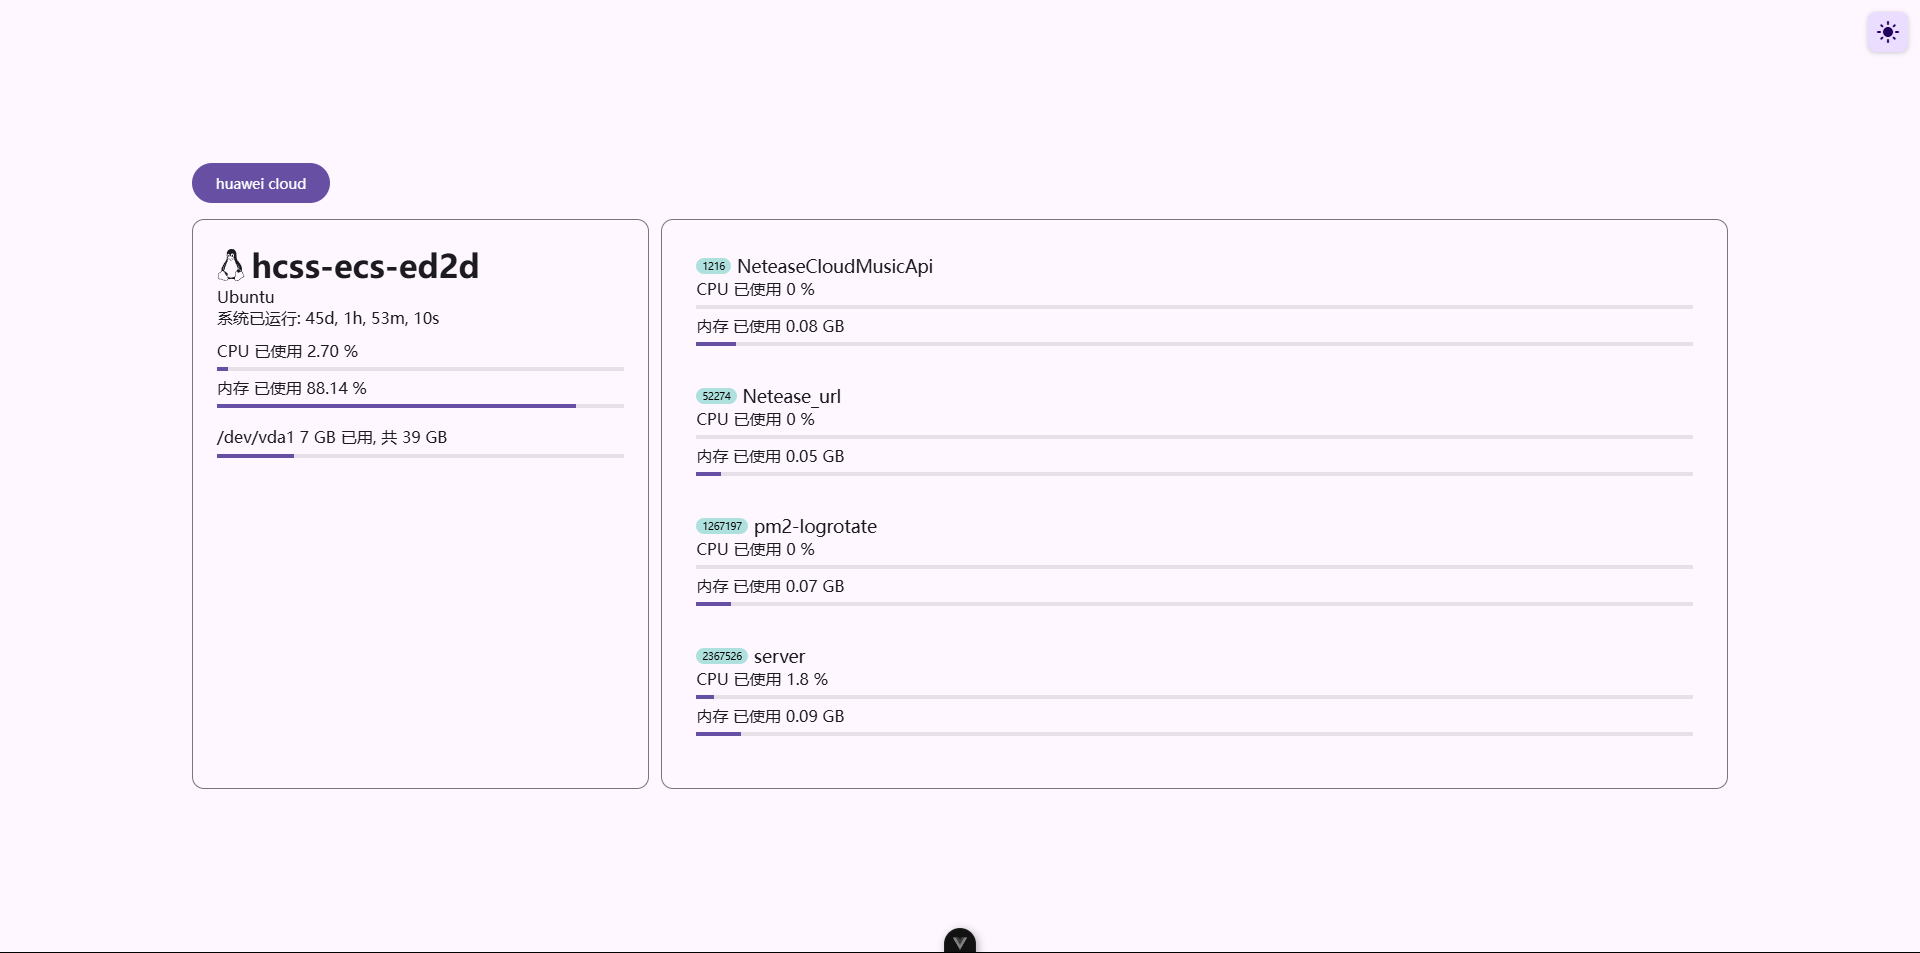 huawei cloud
hcss-ecs-ed2d
Ubuntu
系统已运行: 45d, 1h, 53m, 10s
CPU 已使用 2.70 %
内存 已使用 88.14 %
/dev/vda1 7 GB 已用, 共 39 GB
1216 NeteaseCloudMusicApi
CPU 已使用 0 %
内存 已使用 0.08 GB
52274 Netease_url
CPU 已使用 0 %
内存 已使用 0.05 GB
1267197 pm2-logrotate
CPU 已使用 0 %
内存 已使用 0.07 GB
2367526 server
CPU 已使用 1.8 %
内存 已使用 0.09 GB